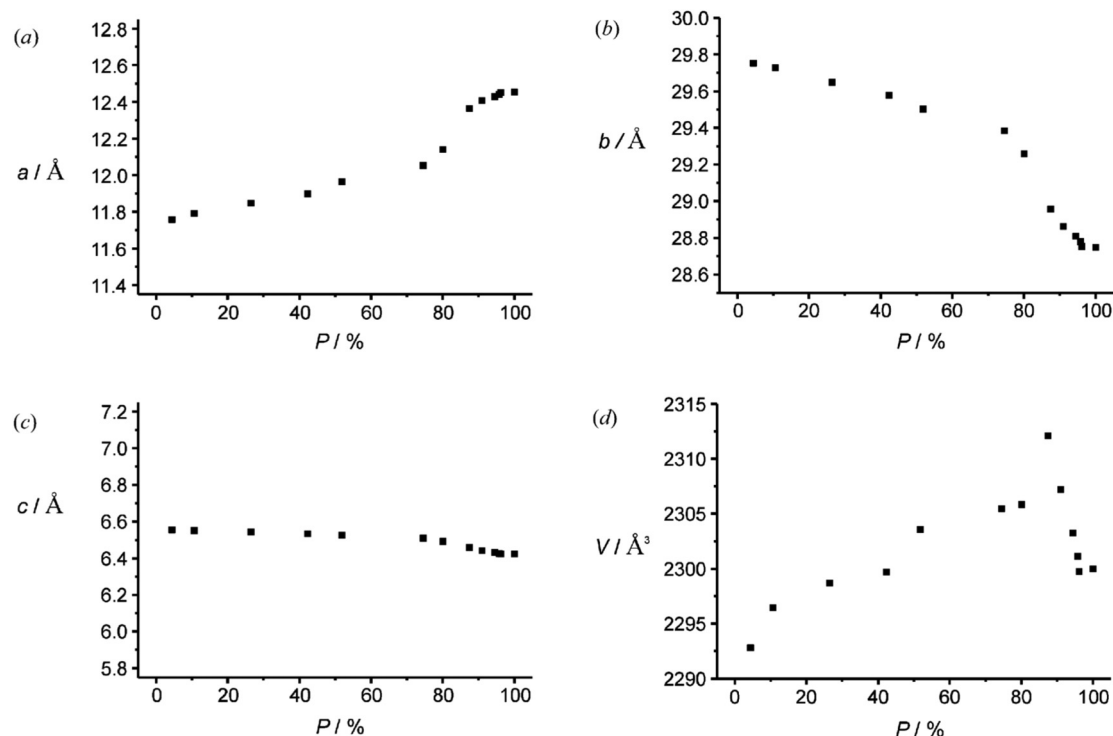 (a)
12.8
12.6
12.4
12.2
12.0
11.8
11.6
11.4
a / Å
0 20 40 60 80 100
P / %
(b)
30.0
29.8
29.6
29.4
29.2
29.0
28.8
28.6
b / Å
0 20 40 60 80 100
P / %
(c)
7.2
7.0
6.8
6.6
6.4
6.2
6.0
5.8
c / Å
0 20 40 60 80 100
P / %
(d)
2315
2310
2305
2300
2295
2290
V / Å³
0 20 40 60 80 100
P / %